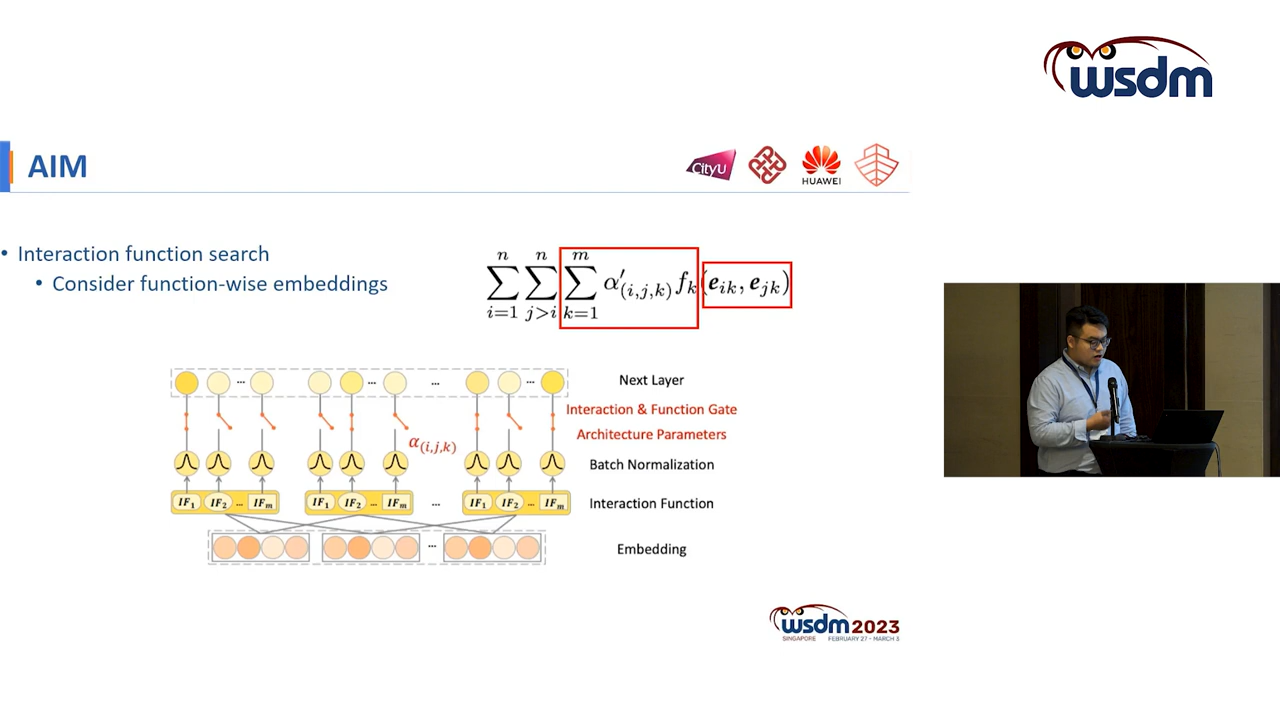 wsdm
AIM
CityU
HUAWEI
• Interaction function search
• Consider function-wise embeddings
n n m
∑ ∑ ∑ α′(i,j,k) fk (eik, ejk)
i=1 j>i k=1
... ... ... ... Next Layer
Interaction & Function Gate
α(i,j,k) Architecture Parameters
Batch Normalization
IF1 IF2 ... IFm IF1 IF2 ... IFm ... IF1 IF2 ... IFm Interaction Function
... Embedding
wsdm2023
SINGAPORE FEBRUARY 27 - MARCH 3